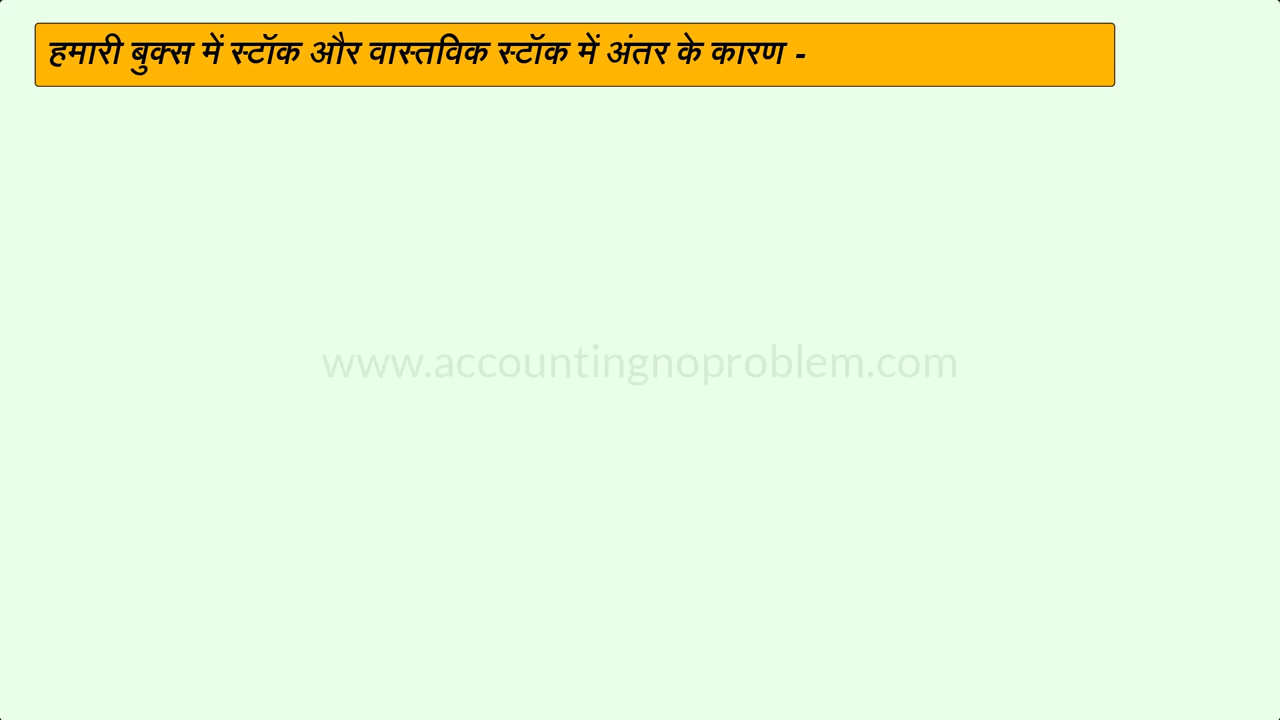 हमारी बुक्स में स्टॉक और वास्तविक स्टॉक में अंतर के कारण -
www.accountingnoproblem.com